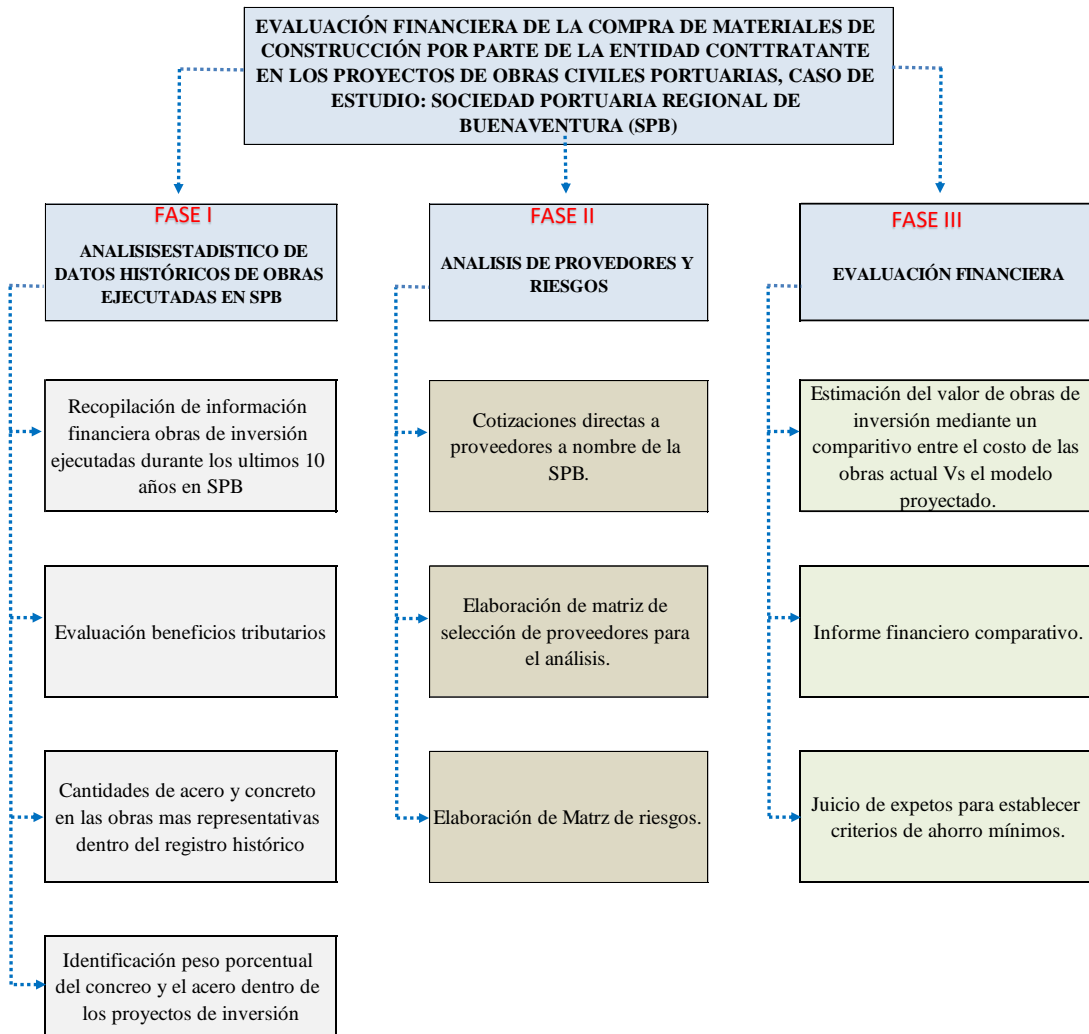 EVALUACIÓN FINANCIERA DE LA COMPRA DE MATERIALES DE
CONSTRUCCIÓN POR PARTE DE LA ENTIDAD CONTTRATANTE
EN LOS PROYECTOS DE OBRAS CIVILES PORTUARIAS, CASO DE
ESTUDIO: SOCIEDAD PORTUARIA REGIONAL DE
BUENAVENTURA (SPB)
FASE I
ANALISISESTADISTICO DE
DATOS HISTÓRICOS DE OBRAS
EJECUTADAS EN SPB
Recopilación de información
financiera obras de inversión
ejecutadas durante los ultimos 10
años en SPB
Evaluación beneficios tributarios
Cantidades de acero y concreto
en las obras mas representativas
dentro del registro histórico
Identificación peso porcentual
del concreo y el acero dentro de
los proyectos de inversión
FASE II
ANALISIS DE PROVEDORES Y
RIESGOS
Cotizaciones directas a
proveedores a nombre de la
SPB.
Elaboración de matriz de
selección de proveedores para
el análisis.
Elaboración de Matrz de riesgos.
FASE III
EVALUACIÓN FINANCIERA
Estimación del valor de obras de
inversión mediante un
comparitivo entre el costo de las
obras actual Vs el modelo
proyectado.
Informe financiero comparativo.
Juicio de expetos para establecer
criterios de ahorro mínimos.